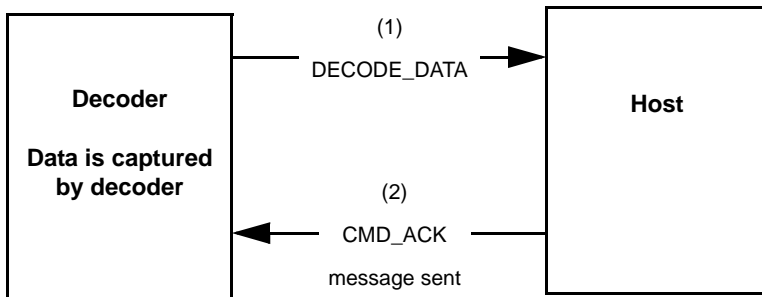 (1)
DECODE_DATA
Decoder
Data is captured
by decoder
Host
(2)
CMD_ACK
message sent